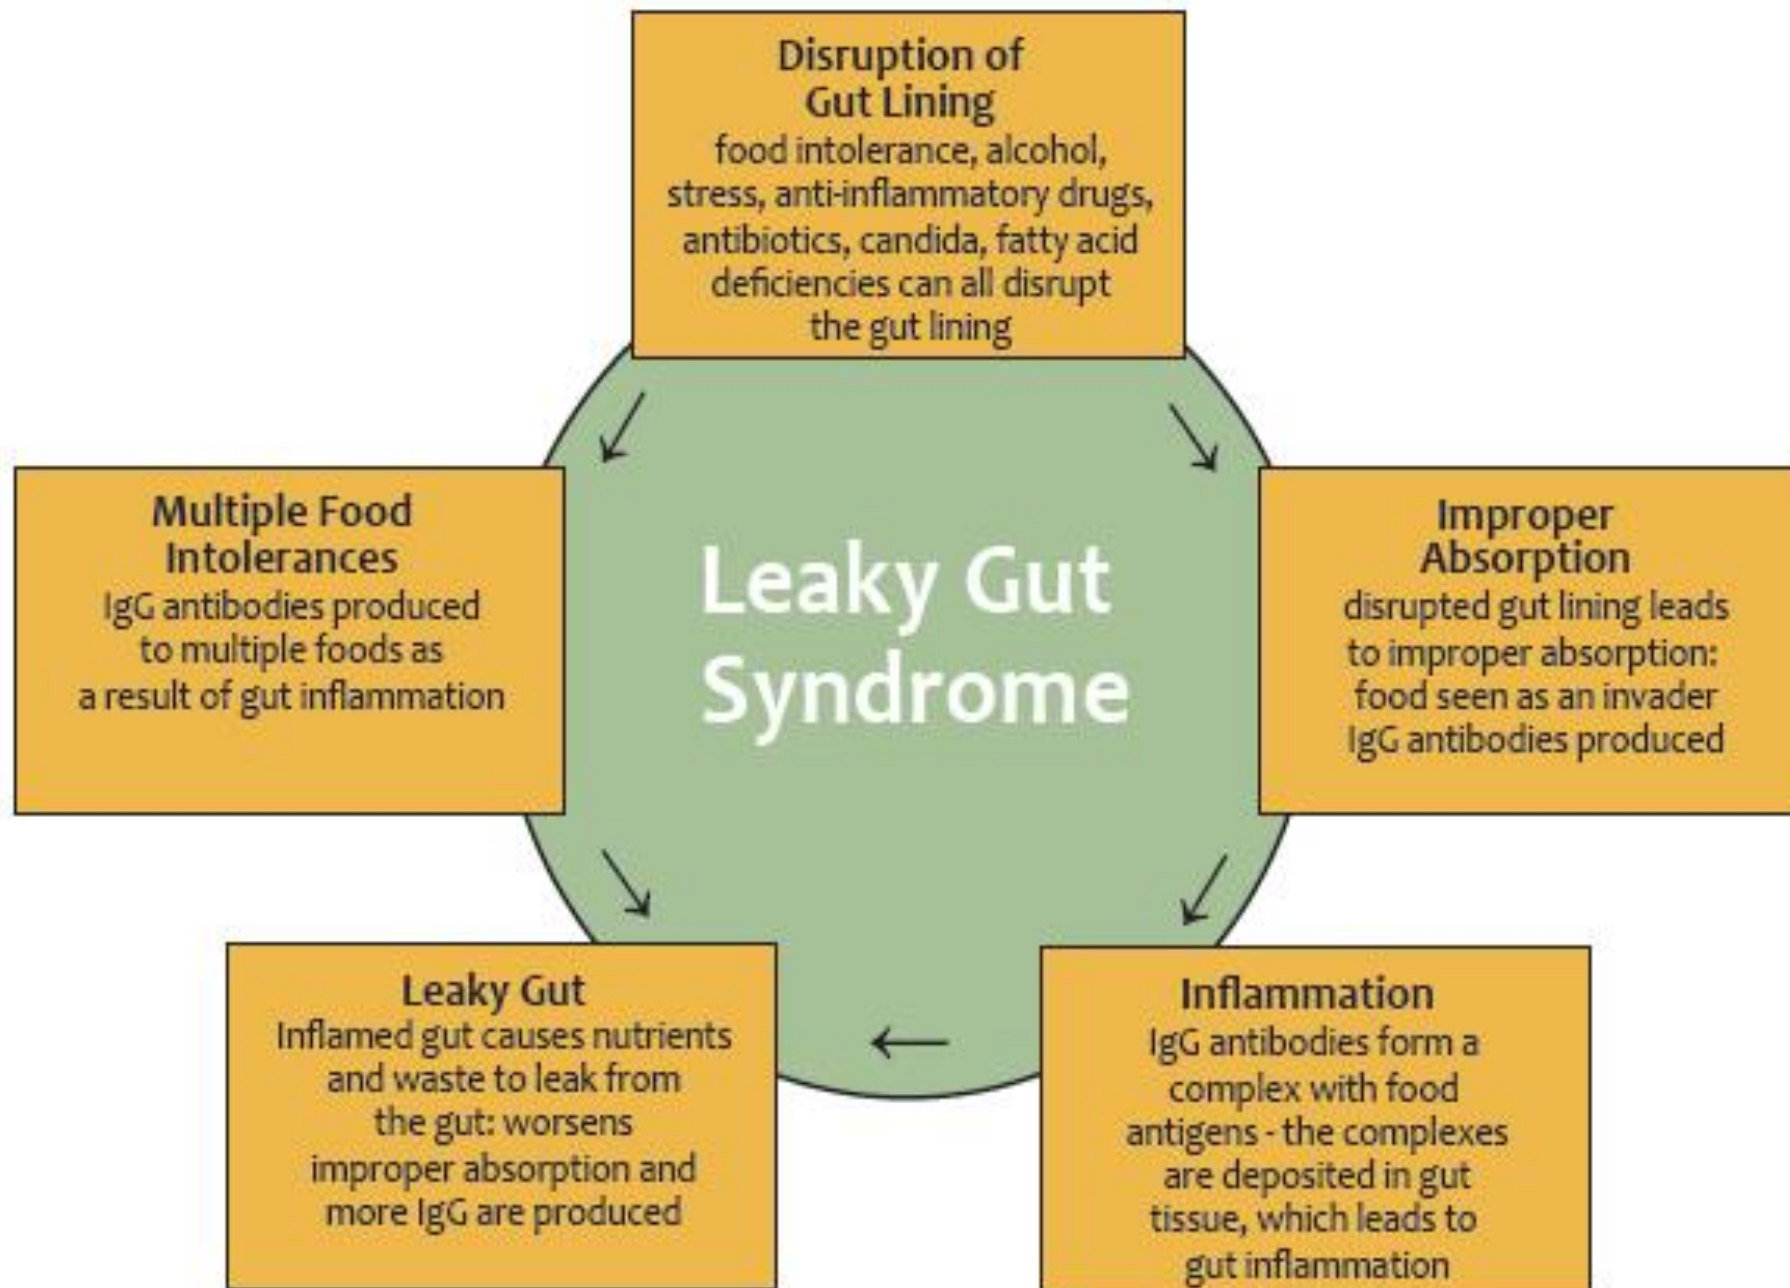 Disruption of
Gut Lining
food intolerance, alcohol,
stress, anti-inflammatory drugs,
antibiotics, candida, fatty acid
deficiencies can all disrupt
the gut lining
Multiple Food
Intolerances
IgG antibodies produced
to multiple foods as
a result of gut inflammation
Leaky Gut
Syndrome
Improper
Absorption
disrupted gut lining leads
to improper absorption:
food seen as an invader
IgG antibodies produced
Leaky Gut
Inflamed gut causes nutrients
and waste to leak from
the gut: worsens
improper absorption and
more IgG are produced
Inflammation
IgG antibodies form a
complex with food
antigens - the complexes
are deposited in gut
tissue, which leads to
gut inflammation